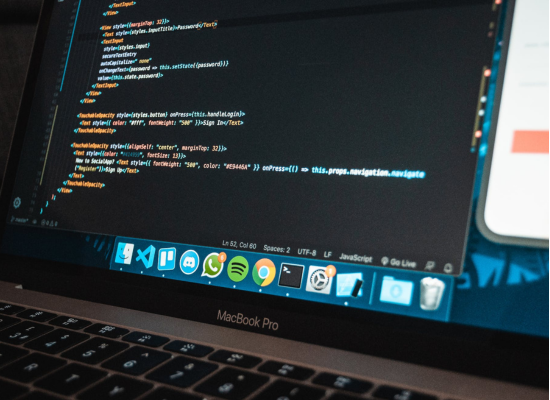 </TextInput>
</View>
<View style={{marginTop: 32}}>
<Text style={styles.inputTitle}>Password</Text>
<TextInput
style={styles.input}
secureTextEntry
autoCapitalize="none"
onChangeText={password => this.setState({password})}
value={this.state.password}
></TextInput>
</View>
</View>
<TouchableOpacity style={styles.button} onPress={this.handleLogin}>
<Text style={{ color: "#fff", fontWeight: "500" }}>Sign In</Text>
</TouchableOpacity>
<TouchableOpacity style={{alignSelf: "center", marginTop: 32}}>
fontSize: 13}}>
New to SocialApp? <Text style={{ fontWeight: "500", color: "#E9446A" }} onPress={() => this.props.navigation.navigate
("Register")}>Sign Up</Text>
</Text>
</TouchableOpacity>
</View>
);
Ln 52, Col 60 Spaces: 2 UTF-8 LF JavaScript Go Live
MacBook Pro